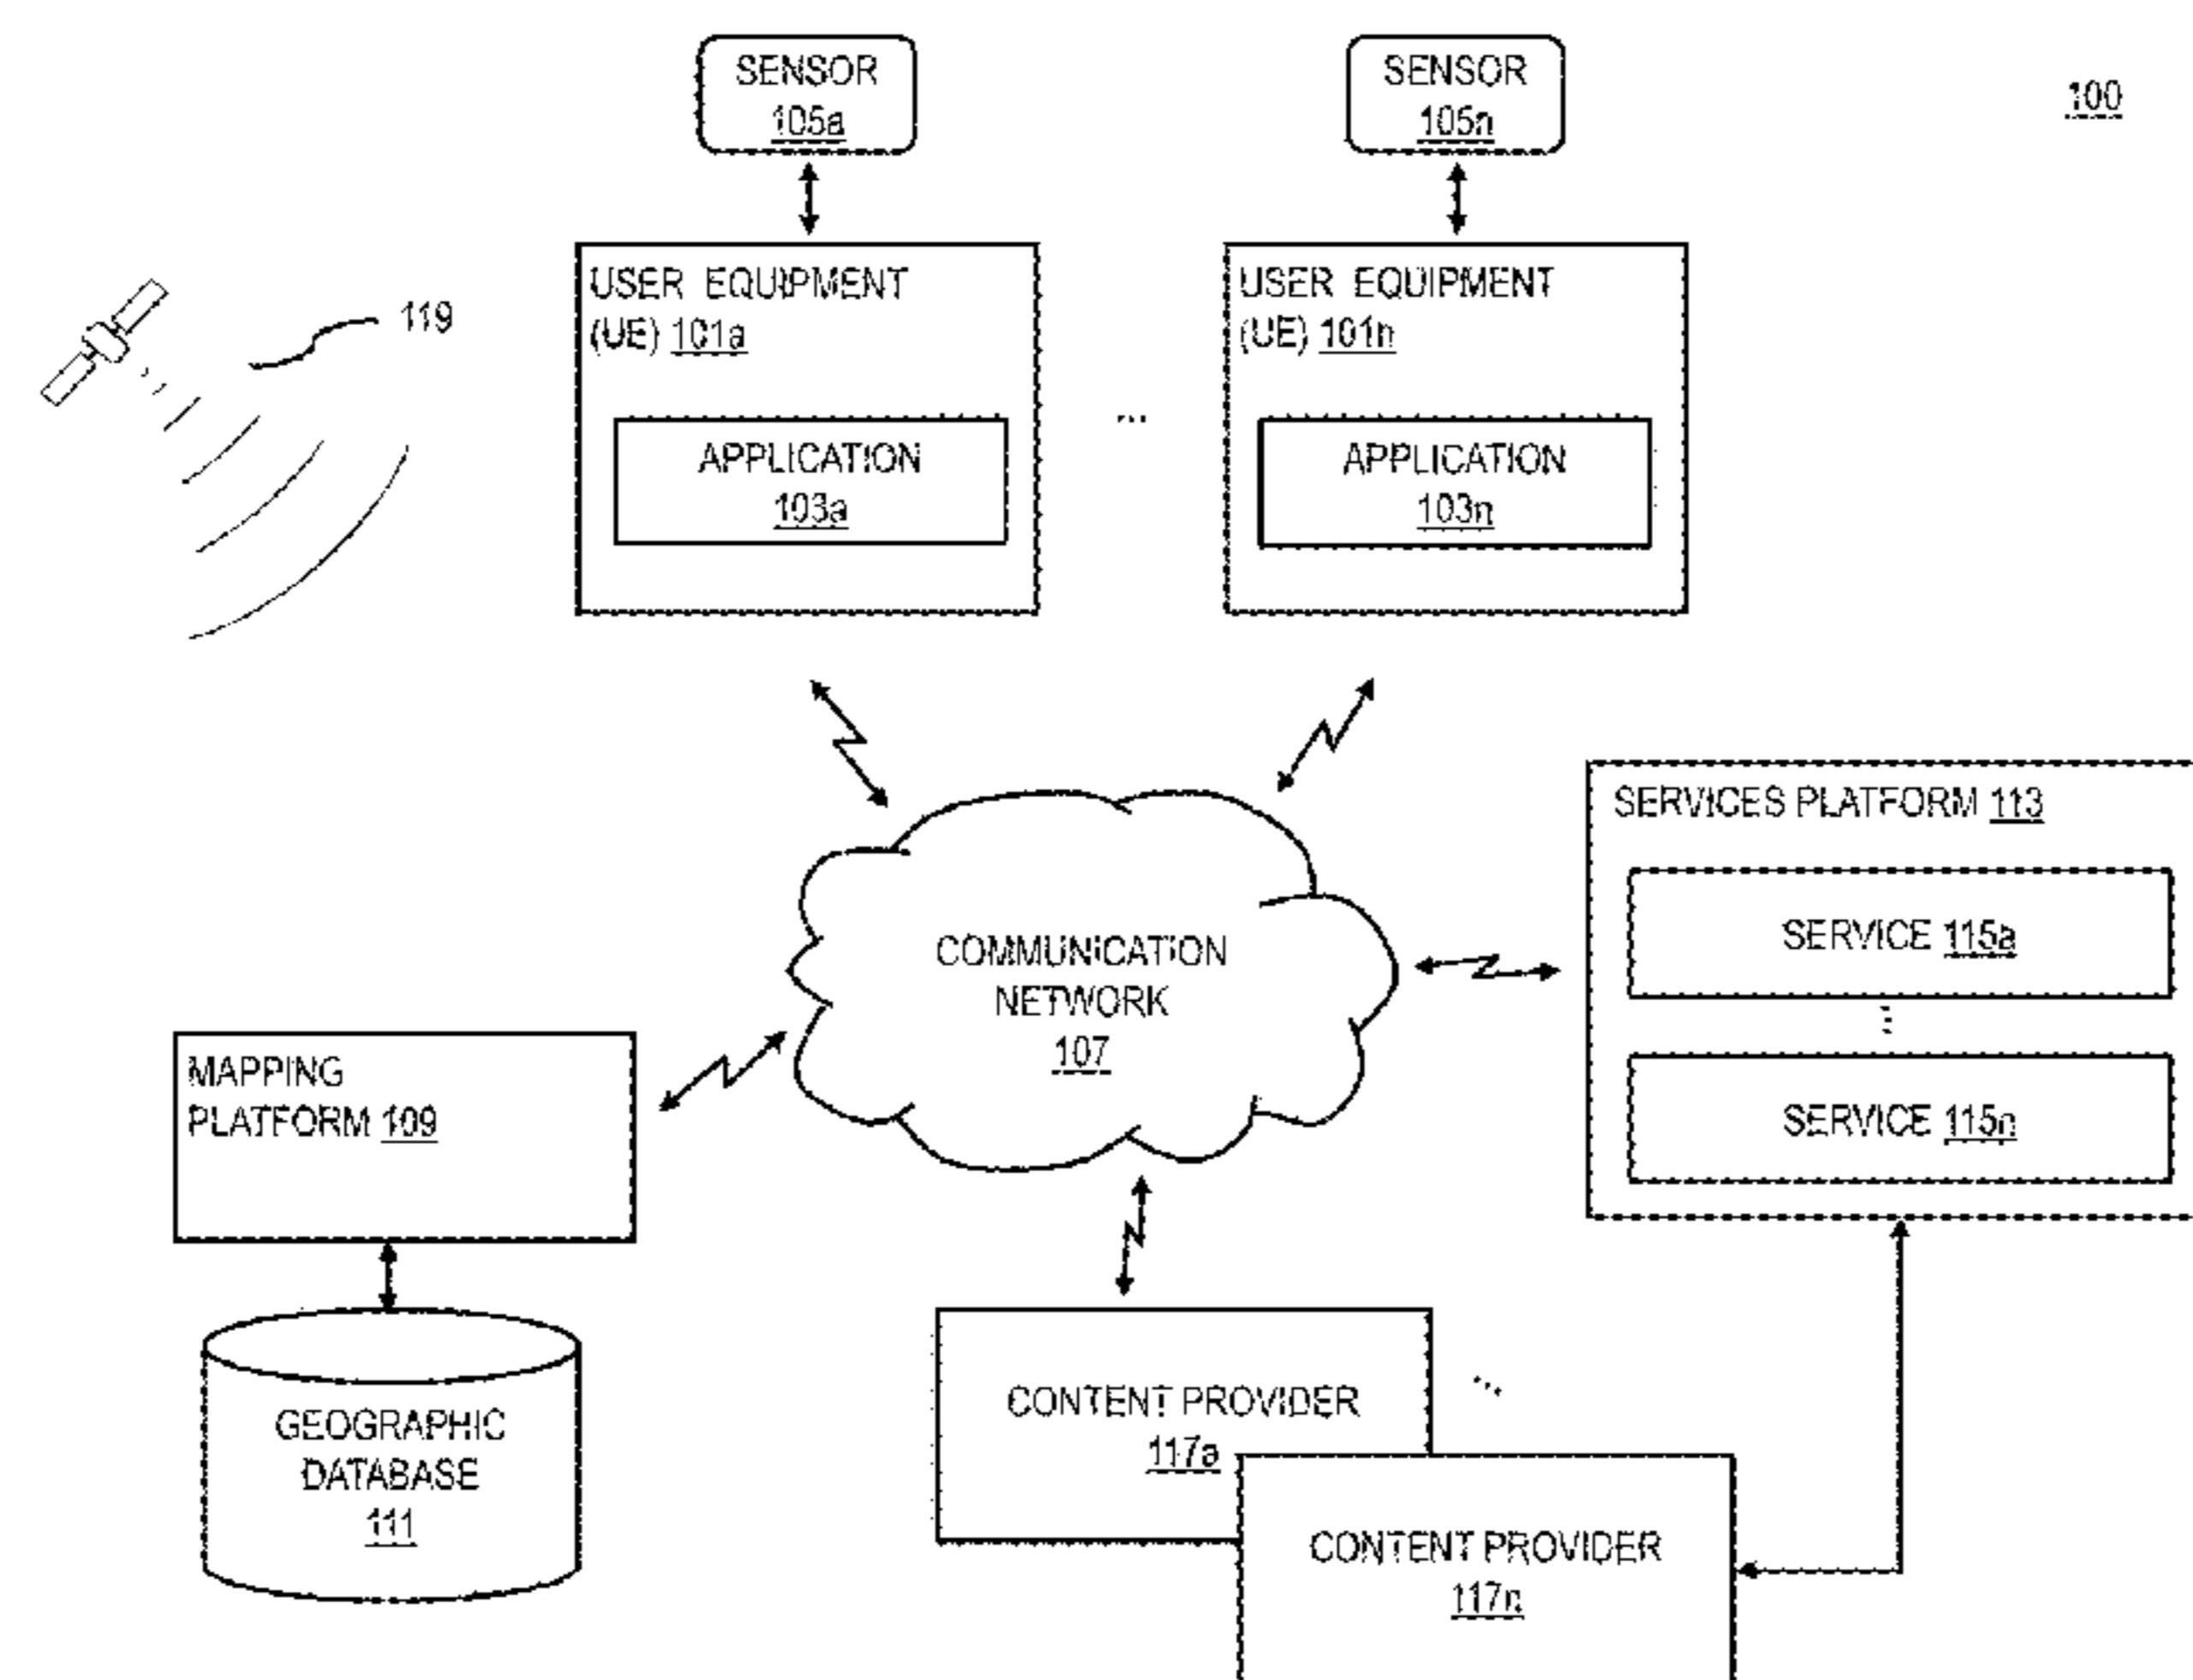 SENSOR
105a
SENSOR
105n
100
119
USER EQUIPMENT
(UE) 101a
APPLICATION
103a
...
USER EQUIPMENT
(UE) 101n
APPLICATION
103n
COMMUNICATION
NETWORK
107
SERVICES PLATFORM 113
SERVICE 115a
...
SERVICE 115n
MAPPING
PLATFORM 109
GEOGRAPHIC
DATABASE
111
CONTENT PROVIDER
117a
...
CONTENT PROVIDER
117n